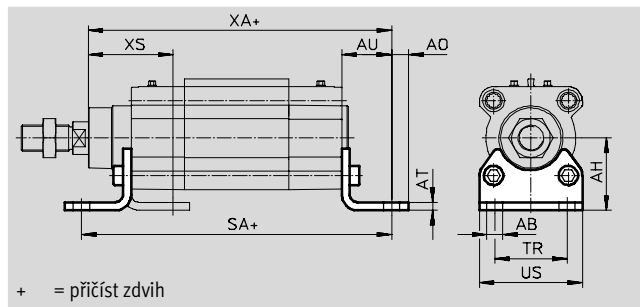 XA+
XS AU AO
AT
SA+
AH
AB
TR
US
+ = přičíst zdvih